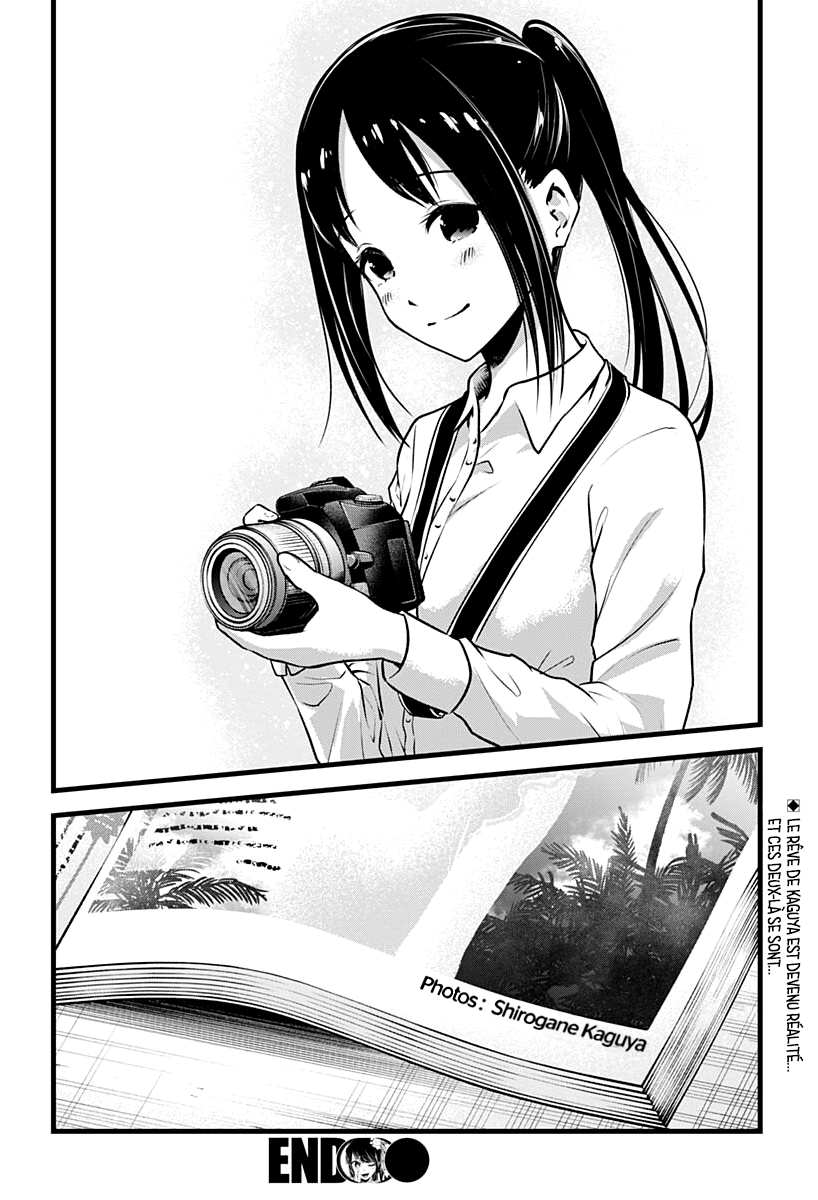 ◆ LE RÊVE DE KAGUYA EST DEVENU RÉALITÉ...
ET CES DEUX-LÀ SE SONT...
Photos: Shirogane Kaguya
END